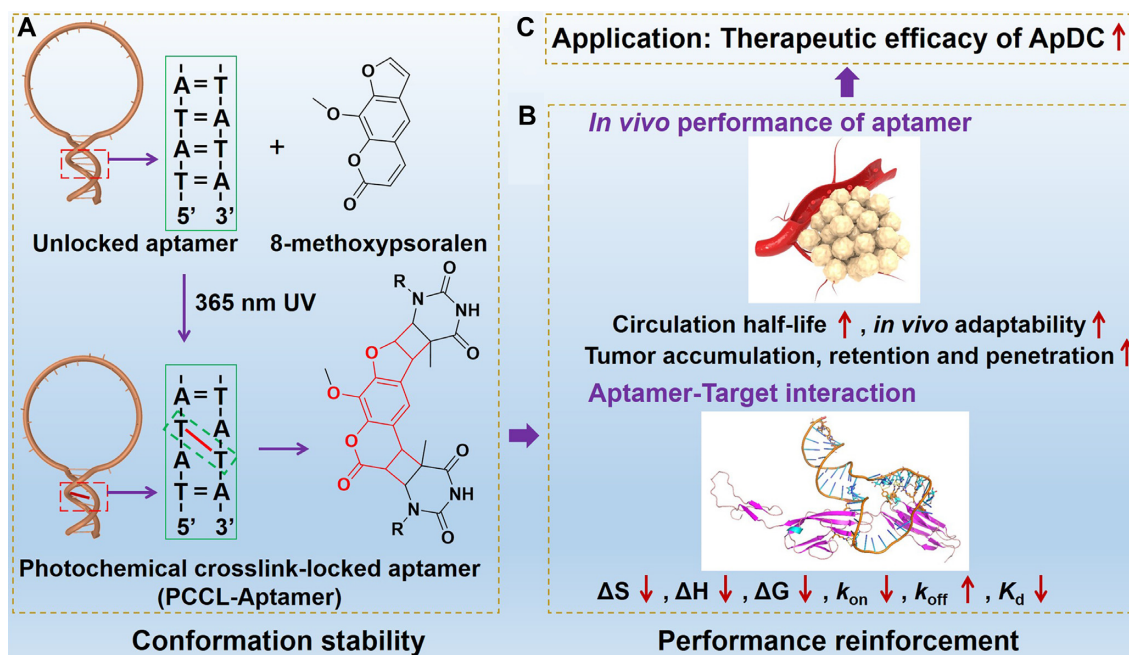 A
A = T
T = A
A = T
T = A
5’ 3’
+
O
O
O
O
Unlocked aptamer
8-methoxypsoralen
365 nm UV
A = T
T A
A T
T = A
5’ 3’
R
N
O
NH
O
O
O
O
O
O
NH
N
R
O
Photochemical crosslink-locked aptamer
(PCCL-Aptamer)
Conformation stability
C
Application: Therapeutic efficacy of ApDC ↑
B
In vivo performance of aptamer
Circulation half-life ↑ , in vivo adaptability ↑
Tumor accumulation, retention and penetration ↑
Aptamer-Target interaction
ΔS ↓ , ΔH ↓ , ΔG ↓ , kon ↓ , koff ↑ , Kd ↓
Performance reinforcement